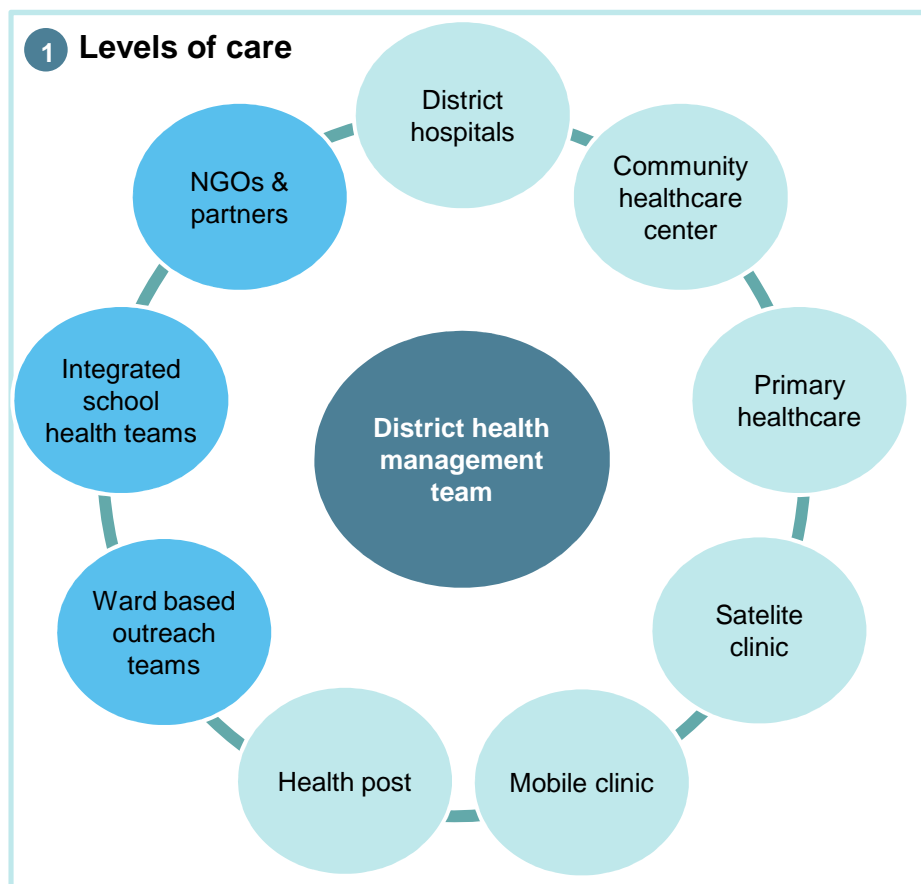 1 Levels of care
District
hospitals
Community
healthcare
center
Primary
healthcare
Satelite
clinic
Mobile clinic
Health post
Ward based
outreach
teams
Integrated
school
health teams
NGOs &
partners
District health
management
team